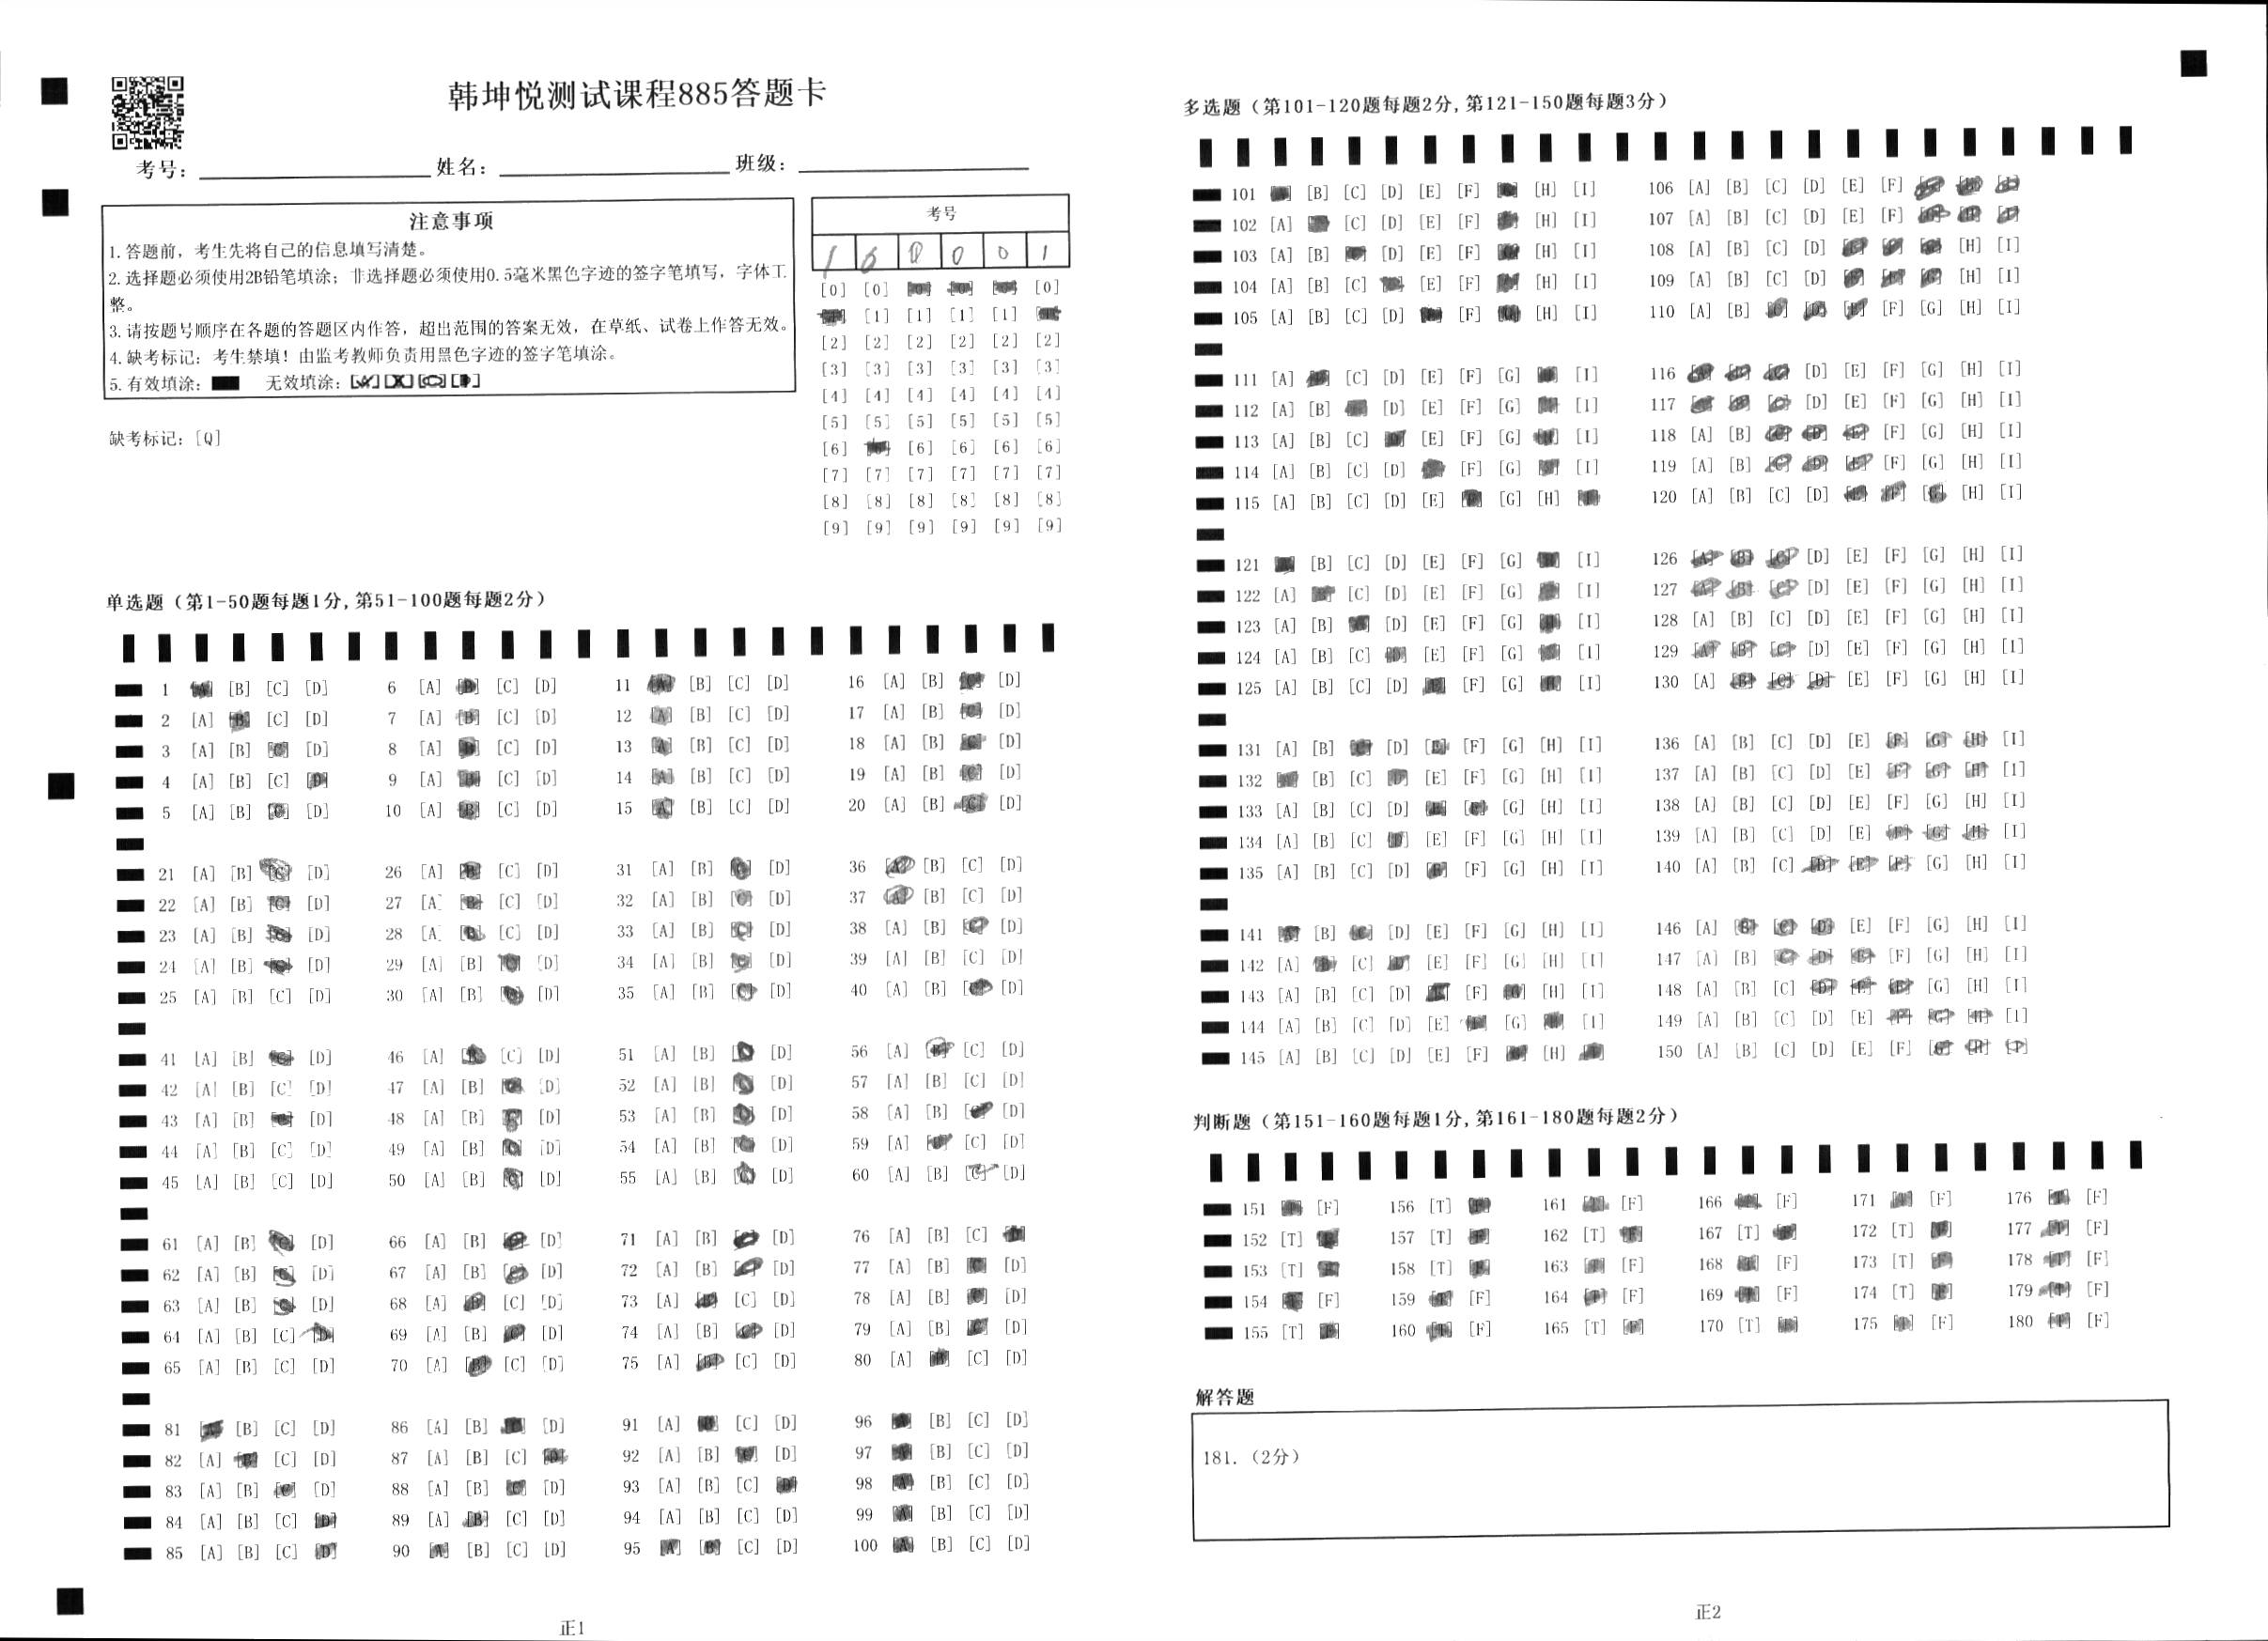 韩坤悦测试课程885答题卡
考号: 姓名: 班级:
注意事项
1.答题前，考生先将自己的信息填写清楚。
2.选择题必须使用2B铅笔填涂；非选择题必须使用0.5毫米黑色字迹的签字笔填写，字体工
整。
3.请按题号顺序在各题的答题区内作答，超出范围的答案无效，在草纸、试卷上作答无效。
4.缺考标记：考生禁填！由监考教师负责用黑色字迹的签字笔填涂。
5.有效填涂: 无效填涂:
缺考标记: [Q]
考号
1 6 0 0 0 1
[0] [0] [0]
[1] [1] [1] [1]
[2] [2] [2] [2] [2] [2]
[3] [3] [3] [3] [3] [3]
[4] [4] [4] [4] [4] [4]
[5] [5] [5] [5] [5] [5]
[6] [6] [6] [6] [6]
[7] [7] [7] [7] [7] [7]
[8] [8] [8] [8] [8] [8]
[9] [9] [9] [9] [9] [9]
单选题（第1-50题每题1分,第51-100题每题2分）
1 [B] [C] [D] 6 [A] [C] [D] 11 [B] [C] [D] 16 [A] [B] [D]
2 [A] [C] [D] 7 [A] [C] [D] 12 [B] [C] [D] 17 [A] [B] [D]
3 [A] [B] [D] 8 [A] [C] [D] 13 [B] [C] [D] 18 [A] [B] [D]
4 [A] [B] [C] 9 [A] [C] [D] 14 [B] [C] [D] 19 [A] [B] [D]
5 [A] [B] [D] 10 [A] [C] [D] 15 [B] [C] [D] 20 [A] [B] [D]
21 [A] [B] [D] 26 [A] [C] [D] 31 [A] [B] [D] 36 [B] [C] [D]
22 [A] [B] [D] 27 [A] [C] [D] 32 [A] [B] [D] 37 [B] [C] [D]
23 [A] [B] [D] 28 [A] [C] [D] 33 [A] [B] [D] 38 [A] [B] [D]
24 [A] [B] [D] 29 [A] [B] [D] 34 [A] [B] [D] 39 [A] [B] [C] [D]
25 [A] [B] [C] [D] 30 [A] [B] [D] 35 [A] [B] [D] 40 [A] [B] [D]
41 [A] [B] [D] 46 [A] [C] [D] 51 [A] [B] [D] 56 [A] [C] [D]
42 [A] [B] [C] [D] 47 [A] [B] [D] 52 [A] [B] [D] 57 [A] [B] [C] [D]
43 [A] [B] [D] 48 [A] [B] [D] 53 [A] [B] [D] 58 [A] [B] [D]
44 [A] [B] [C] [D] 49 [A] [B] [D] 54 [A] [B] [D] 59 [A] [C] [D]
45 [A] [B] [C] [D] 50 [A] [B] [D] 55 [A] [B] [D] 60 [A] [B] [C] [D]
61 [A] [B] [D] 66 [A] [B] [D] 71 [A] [B] [D] 76 [A] [B] [C]
62 [A] [B] [D] 67 [A] [B] [D] 72 [A] [B] [D] 77 [A] [B] [D]
63 [A] [B] [D] 68 [A] [C] [D] 73 [A] [C] [D] 78 [A] [B] [D]
64 [A] [B] [C] 69 [A] [B] [D] 74 [A] [B] [D] 79 [A] [B] [D]
65 [A] [B] [C] [D] 70 [A] [C] [D] 75 [A] [C] [D] 80 [A] [C] [D]
81 [B] [C] [D] 86 [A] [B] [D] 91 [A] [C] [D] 96 [B] [C] [D]
82 [A] [C] [D] 87 [A] [B] [C] 92 [A] [B] [D] 97 [B] [C] [D]
83 [A] [B] [D] 88 [A] [B] [D] 93 [A] [B] [C] 98 [B] [C] [D]
84 [A] [B] [C] 89 [A] [C] [D] 94 [A] [B] [C] [D] 99 [B] [C] [D]
85 [A] [B] [C] 90 [B] [C] [D] 95 [C] [D] 100 [B] [C] [D]
正1
多选题（第101-120题每题2分,第121-150题每题3分）
101 [B] [C] [D] [E] [F] [H] [I] 106 [A] [B] [C] [D] [E] [F]
102 [A] [C] [D] [E] [F] [H] [I] 107 [A] [B] [C] [D] [E] [F]
103 [A] [B] [D] [E] [F] [H] [I] 108 [A] [B] [C] [D] [H] [I]
104 [A] [B] [C] [E] [F] [H] [I] 109 [A] [B] [C] [D] [H] [I]
105 [A] [B] [C] [D] [F] [H] [I] 110 [A] [B] [F] [G] [H] [I]
111 [A] [C] [D] [E] [F] [G] [I] 116 [D] [E] [F] [G] [H] [I]
112 [A] [B] [D] [E] [F] [G] [I] 117 [D] [E] [F] [G] [H] [I]
113 [A] [B] [C] [E] [F] [G] [I] 118 [A] [B] [F] [G] [H] [I]
114 [A] [B] [C] [D] [F] [G] [I] 119 [A] [B] [F] [G] [H] [I]
115 [A] [B] [C] [D] [E] [G] [H] 120 [A] [B] [C] [D] [H] [I]
121 [B] [C] [D] [E] [F] [G] [I] 126 [D] [E] [F] [G] [H] [I]
122 [A] [C] [D] [E] [F] [G] [I] 127 [D] [E] [F] [G] [H] [I]
123 [A] [B] [D] [E] [F] [G] [I] 128 [A] [B] [C] [D] [E] [F] [G] [H] [I]
124 [A] [B] [C] [E] [F] [G] [I] 129 [D] [E] [F] [G] [H] [I]
125 [A] [B] [C] [D] [F] [G] [I] 130 [A] [E] [F] [G] [H] [I]
131 [A] [B] [D] [F] [G] [H] [I] 136 [A] [B] [C] [D] [E] [I]
132 [B] [C] [E] [F] [G] [H] [I] 137 [A] [B] [C] [D] [E] [I]
133 [A] [B] [C] [D] [G] [H] [I] 138 [A] [B] [C] [D] [E] [F] [G] [H] [I]
134 [A] [B] [C] [E] [F] [G] [H] [I] 139 [A] [B] [C] [D] [E] [I]
135 [A] [B] [C] [D] [F] [G] [H] [I] 140 [A] [B] [C] [G] [H] [I]
141 [B] [D] [E] [F] [G] [H] [I] 146 [A] [E] [F] [G] [H] [I]
142 [A] [C] [E] [F] [G] [H] [I] 147 [A] [B] [F] [G] [H] [I]
143 [A] [B] [C] [D] [F] [H] [I] 148 [A] [B] [C] [G] [H] [I]
144 [A] [B] [C] [D] [E] [G] [I] 149 [A] [B] [C] [D] [E] [I]
145 [A] [B] [C] [D] [E] [F] [H] 150 [A] [B] [C] [D] [E] [F]
判断题（第151-160题每题1分,第161-180题每题2分）
151 [F] 156 [T] 161 [F] 166 [F] 171 [F] 176 [F]
152 [T] 157 [T] 162 [T] 167 [T] 172 [T] 177 [F]
153 [T] 158 [T] 163 [F] 168 [F] 173 [T] 178 [F]
154 [F] 159 [F] 164 [F] 169 [F] 174 [T] 179 [F]
155 [T] 160 [F] 165 [T] 170 [T] 175 [F] 180 [F]
解答题
181.（2分）
正2